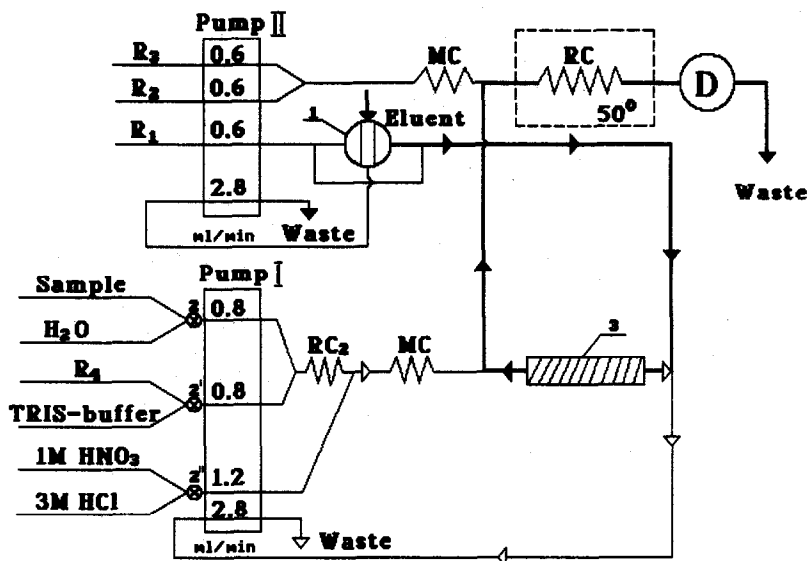 Pump II
R3 0.6 MC RC
R2 0.6 D
1 Eluent 50°
R1 0.6
2.8
Waste
ml/min Waste
Pump I
Sample 2 0.8 3
H2O RC2 MC
R4 2' 0.8
TRIS-buffer
1M HNO3 2" 1.2
3M HCl 2.8
ml/min Waste